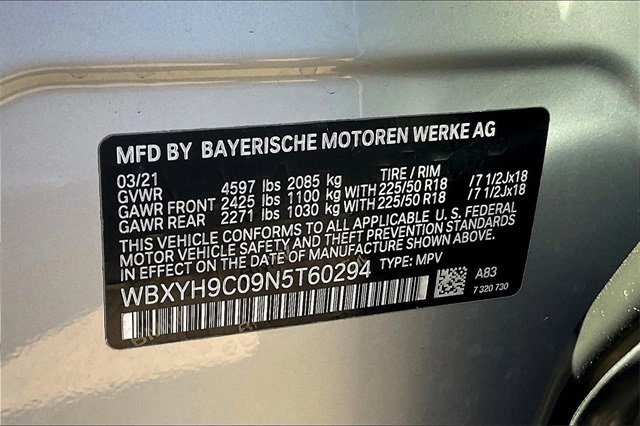 MFD BY BAYERISCHE MOTOREN WERKE AG
03/21 TIRE / RIM
GVWR 4597 lbs 2085 kg
GAWR FRONT 2425 lbs 1100 kg WITH 225/50 R18 /7 1/2Jx18
GAWR REAR 2271 lbs 1030 kg WITH 225/50 R18 /7 1/2Jx18
THIS VEHICLE CONFORMS TO ALL APPLICABLE U. S. FEDERAL
MOTOR VEHICLE SAFETY AND THEFT PREVENTION STANDARDS
IN EFFECT ON THE DATE OF MANUFACTURE SHOWN ABOVE.
WBXYH9C09N5T60294 TYPE: MPV
A83
7 320 730